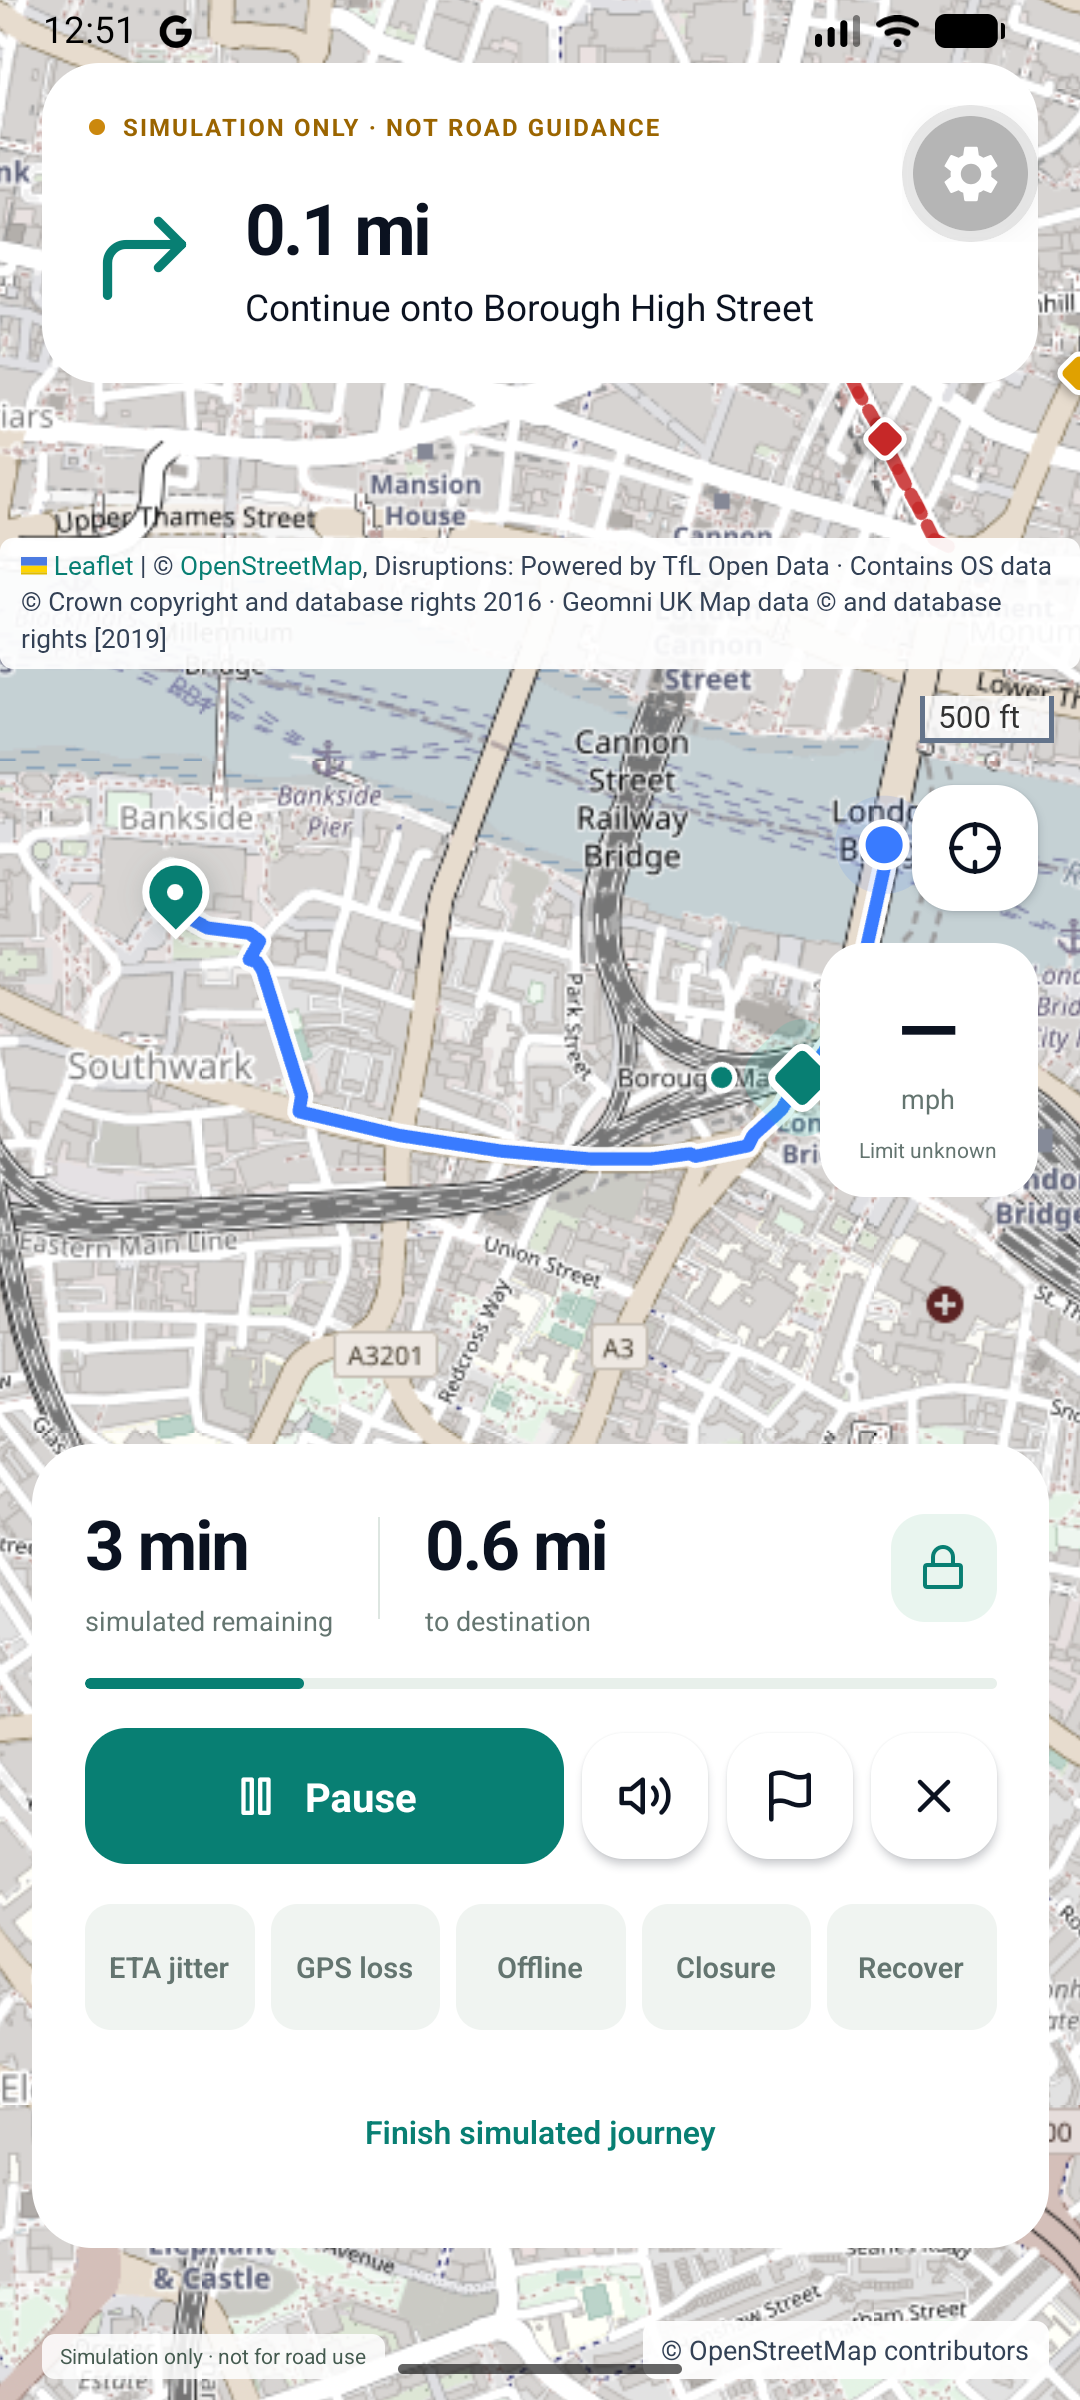 12:51
SIMULATION ONLY · NOT ROAD GUIDANCE
0.1 mi
Continue onto Borough High Street
Mansion
House
Upper Thames Street
Leaflet | © OpenStreetMap, Disruptions: Powered by TfL Open Data · Contains OS data
© Crown copyright and database rights 2016 · Geomni UK Map data © and database
rights [2019]
Millennium
Bridge
Cannon
Street
500 ft
Cannon
Street
Railway
Bridge
Bankside
Pier
Bankside
Park Street
Southwark
mph
Limit unknown
Eastern Main Line
Union Street
Redcross Way
A3201
A3
3 min
simulated remaining
0.6 mi
to destination
Pause
ETA jitter
GPS loss
Offline
Closure
Recover
Finish simulated journey
& Castle
Simulation only · not for road use
© OpenStreetMap contributors